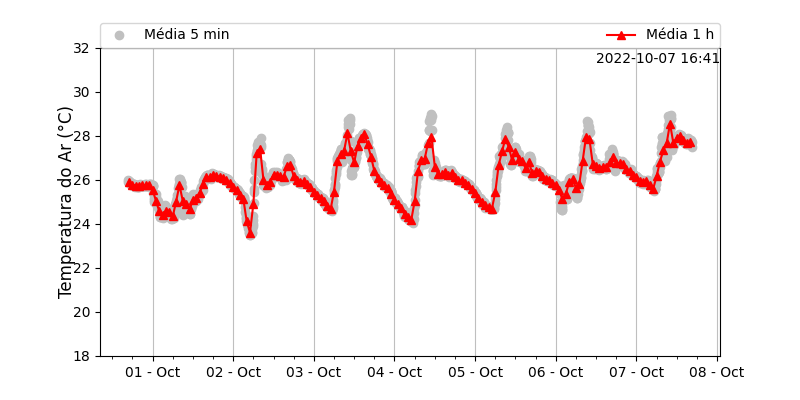 Média 5 min
Média 1 h
2022-10-07 16:41
Temperatura do Ar (°C)
32
30
28
26
24
22
20
18
01 - Oct
02 - Oct
03 - Oct
04 - Oct
05 - Oct
06 - Oct
07 - Oct
08 - Oct